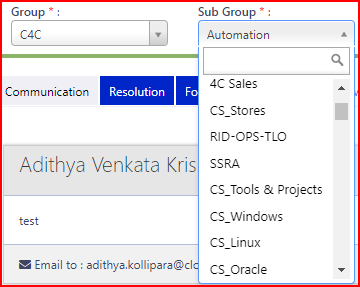 Group * :
Sub Group * :
C4C
Automation
4C Sales
CS_Stores
RID-OPS-TLO
SSRA
CS_Tools & Projects
CS_Windows
CS_Linux
CS_Oracle
Communication
Resolution
Adithya Venkata Kris
test
Email to : adithya.kollipara@clo